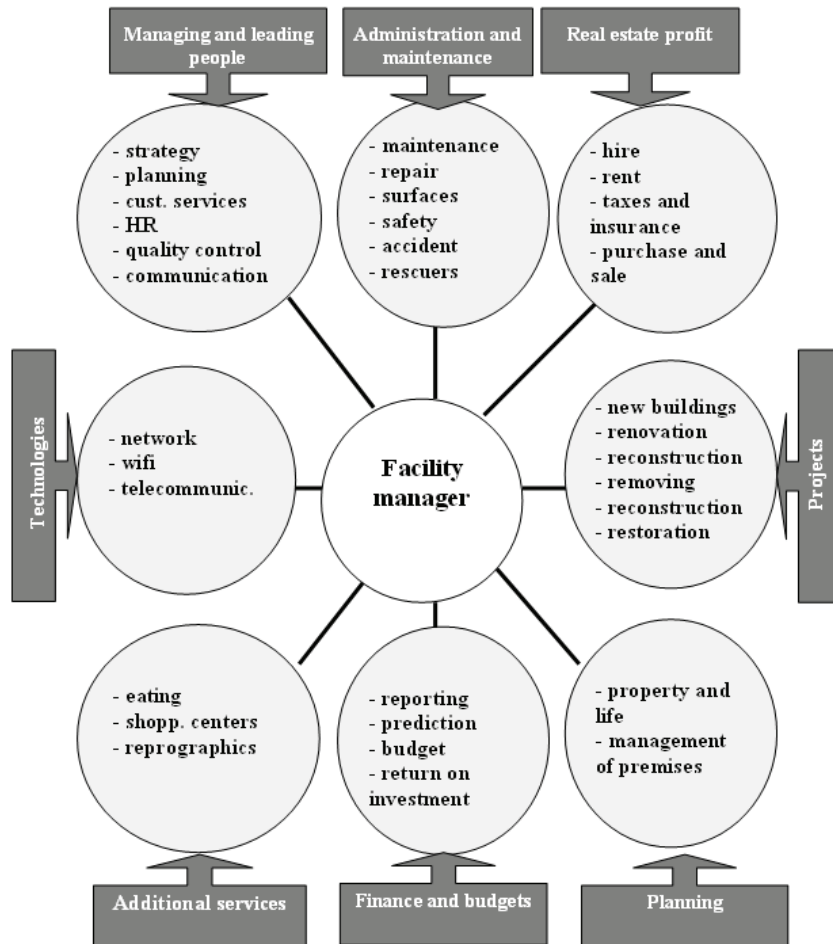 Managing and leading
people
Administration and
maintenance
Real estate profit
- strategy
- planning
- cust. services
- HR
- quality control
- communication
- maintenance
- repair
- surfaces
- safety
- accident
- rescuers
- hire
- rent
- taxes and
insurance
- purchase and
sale
Technologies
- network
- wifi
- telecommunic.
Facility
manager
- new buildings
- renovation
- reconstruction
- removing
- reconstruction
- restoration
Projects
- eating
- shopp. centers
- reprographics
- reporting
- prediction
- budget
- return on
investment
- property and
life
- management
of premises
Additional services
Finance and budgets
Planning